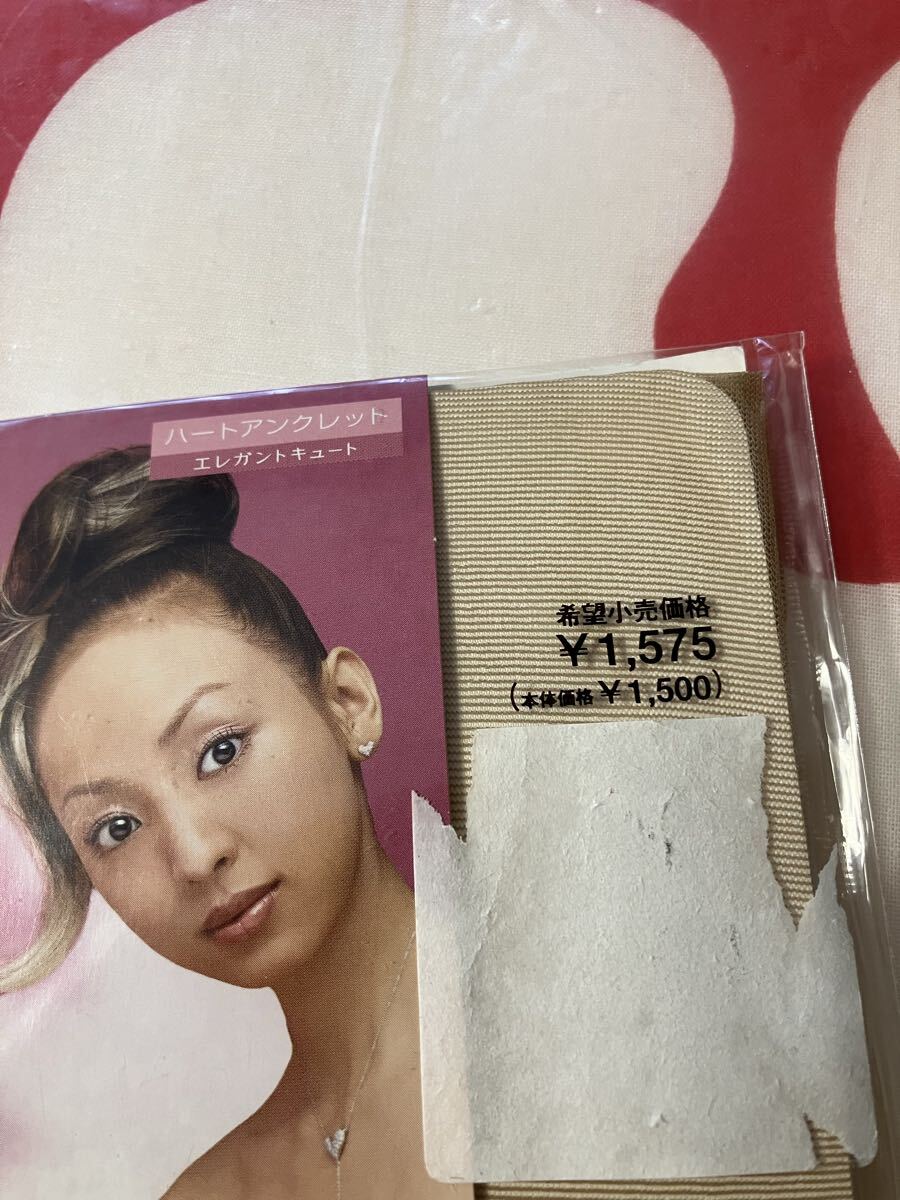 ハートアンクレット
エレガントキュート
希望小売価格
￥1,575
(本体価格￥1,500)